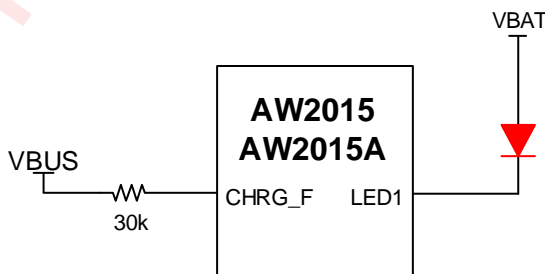 VBAT
AW2015
AW2015A
VBUS
CHRG_F LED1
30k